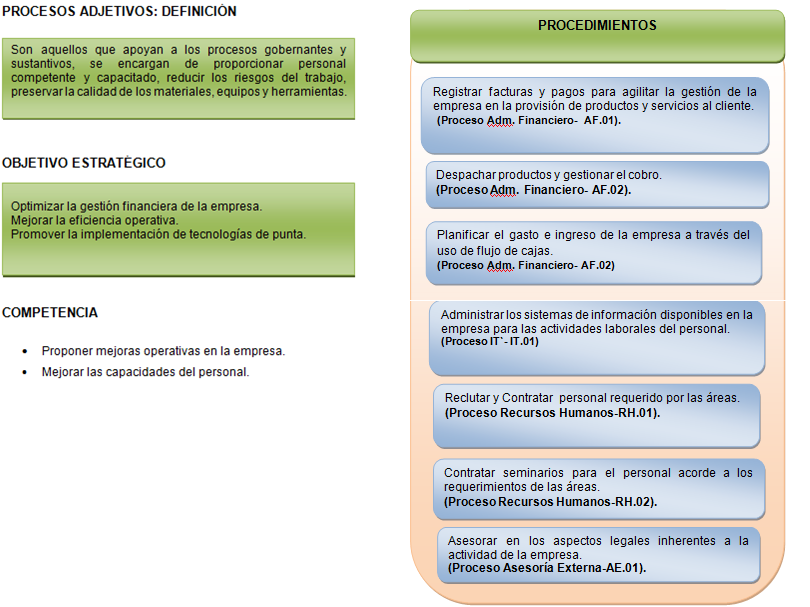 PROCESOS ADJETIVOS: DEFINICIÓN
Son aquellos que apoyan a los procesos gobernantes y
sustantivos, se encargan de proporcionar personal
competente y capacitado, reducir los riesgos del trabajo,
preservar la calidad de los materiales, equipos y herramientas.
OBJETIVO ESTRATÉGICO
Optimizar la gestión financiera de la empresa.
Mejorar la eficiencia operativa.
Promover la implementación de tecnologías de punta.
COMPETENCIA
• Proponer mejoras operativas en la empresa.
• Mejorar las capacidades del personal.
PROCEDIMIENTOS
Registrar facturas y pagos para agilitar la gestión de la
empresa en la provisión de productos y servicios al cliente.
(Proceso Adm. Financiero- AF.01).
Despachar productos y gestionar el cobro.
(Proceso Adm. Financiero- AF.02).
Planificar el gasto e ingreso de la empresa a través del
uso de flujo de cajas.
(Proceso Adm. Financiero- AF.02)
Administrar los sistemas de información disponibles en la
empresa para las actividades laborales del personal.
(Proceso IT`- IT.01)
Reclutar y Contratar personal requerido por las áreas.
(Proceso Recursos Humanos-RH.01).
Contratar seminarios para el personal acorde a los
requerimientos de las áreas.
(Proceso Recursos Humanos-RH.02).
Asesorar en los aspectos legales inherentes a la
actividad de la empresa.
(Proceso Asesoría Externa-AE.01).